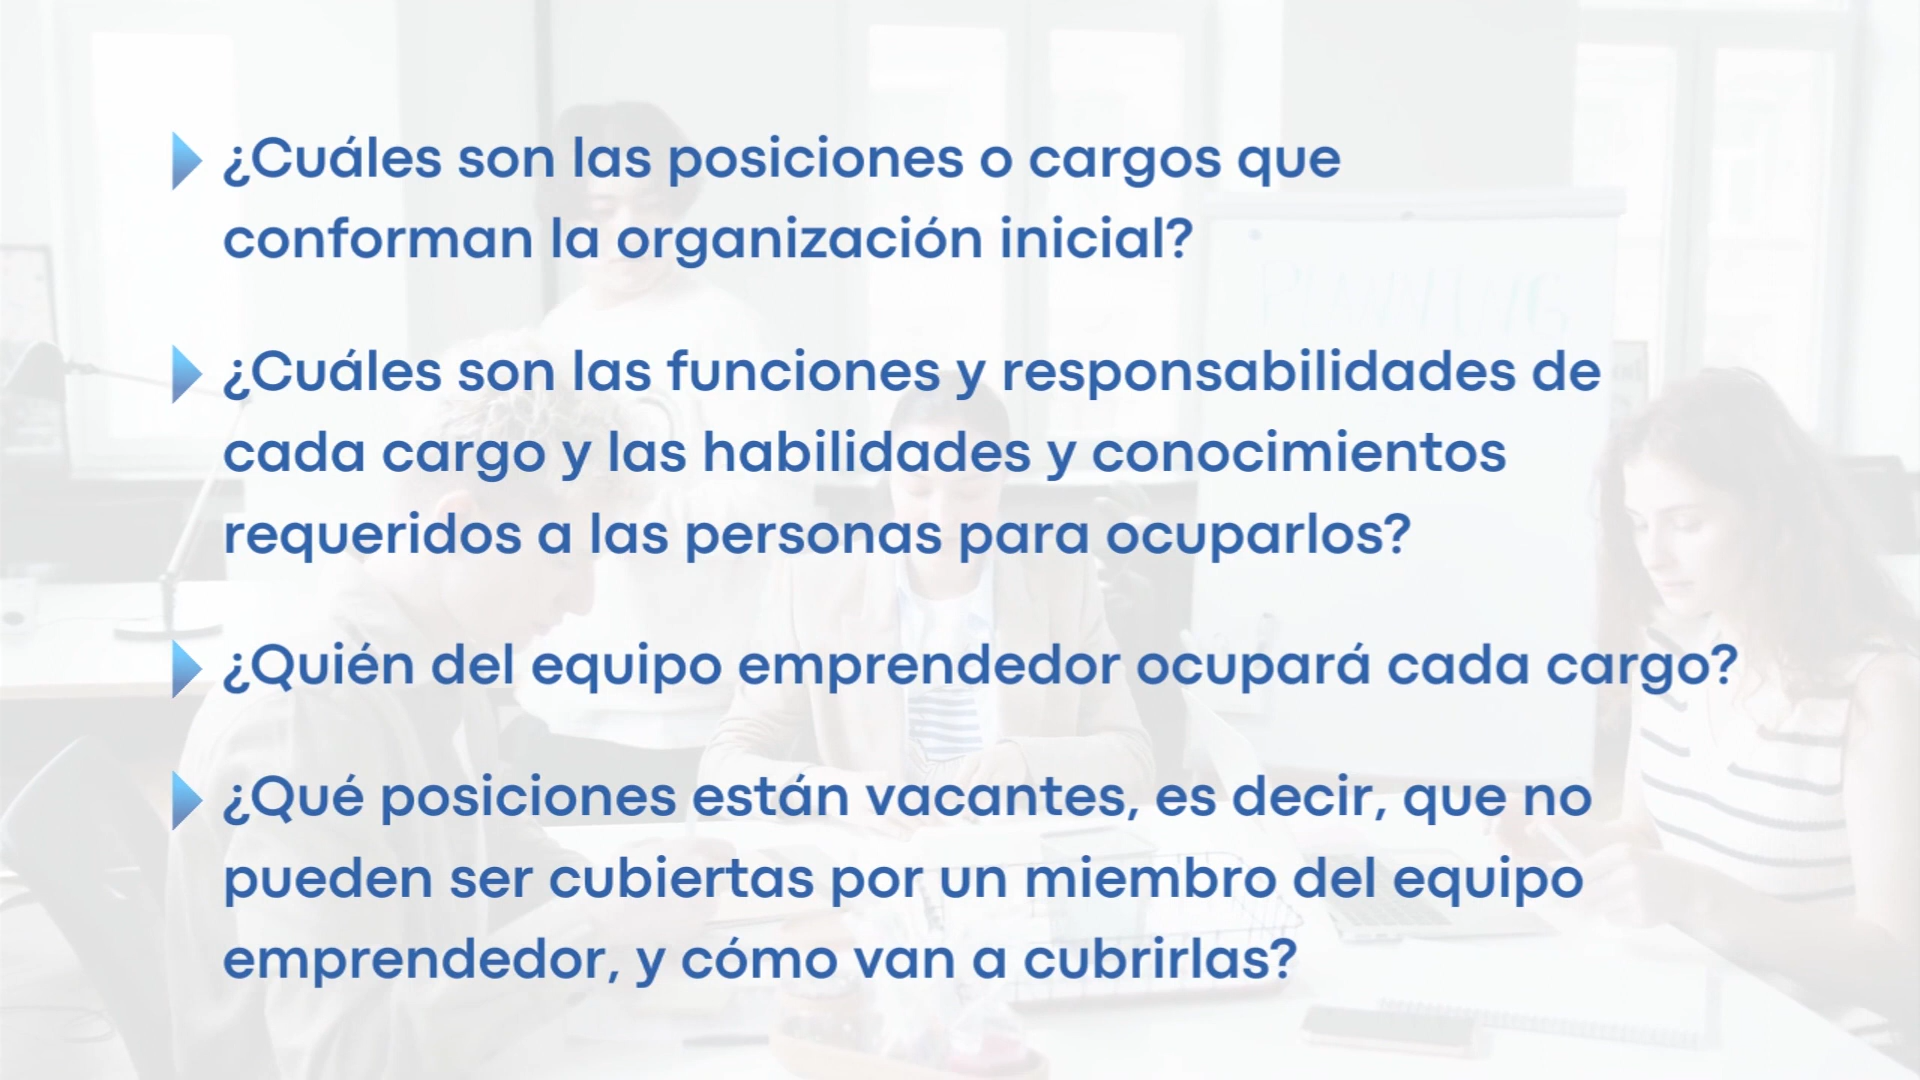 ¿Cuáles son las posiciones o cargos que
conforman la organización inicial?
¿Cuáles son las funciones y responsabilidades de
cada cargo y las habilidades y conocimientos
requeridos a las personas para ocuparlos?
¿Quién del equipo emprendedor ocupará cada cargo?
¿Qué posiciones están vacantes, es decir, que no
pueden ser cubiertas por un miembro del equipo
emprendedor, y cómo van a cubrirlas?